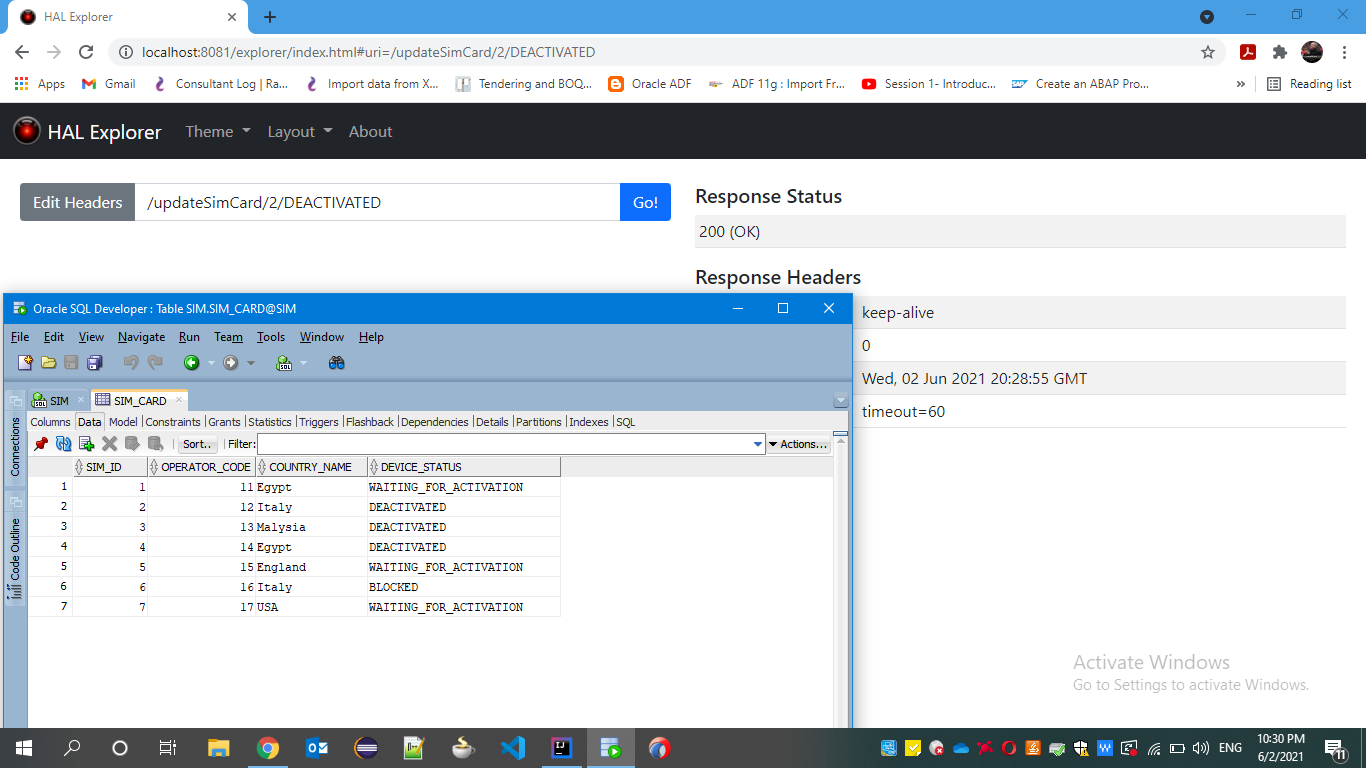 HAL Explorer
localhost:8081/explorer/index.html#uri=/updateSimCard/2/DEACTIVATED
Apps Gmail Consultant Log | Ra... Import data from X... Tendering and BOQ... Oracle ADF ADF 11g : Import Fr... Session 1- Introduc... Create an ABAP Pro... » Reading list
HAL Explorer Theme Layout About
Edit Headers /updateSimCard/2/DEACTIVATED Go!
Response Status
200 (OK)
Response Headers
keep-alive
0
Wed, 02 Jun 2021 20:28:55 GMT
timeout=60
Oracle SQL Developer : Table SIM.SIM_CARD@SIM
File Edit View Navigate Run Team Tools Window Help
SIM SIM_CARD
Connections
Code Outline
Columns Data Model Constraints Grants Statistics Triggers Flashback Dependencies Details Partitions Indexes SQL
Sort.. Filter: Actions...
SIM_ID OPERATOR_CODE COUNTRY_NAME DEVICE_STATUS
1 1 11 Egypt WAITING_FOR_ACTIVATION
2 2 12 Italy DEACTIVATED
3 3 13 Malysia DEACTIVATED
4 4 14 Egypt DEACTIVATED
5 5 15 England WAITING_FOR_ACTIVATION
6 6 16 Italy BLOCKED
7 7 17 USA WAITING_FOR_ACTIVATION
Activate Windows
Go to Settings to activate Windows.
ENG
10:30 PM
6/2/2021
11